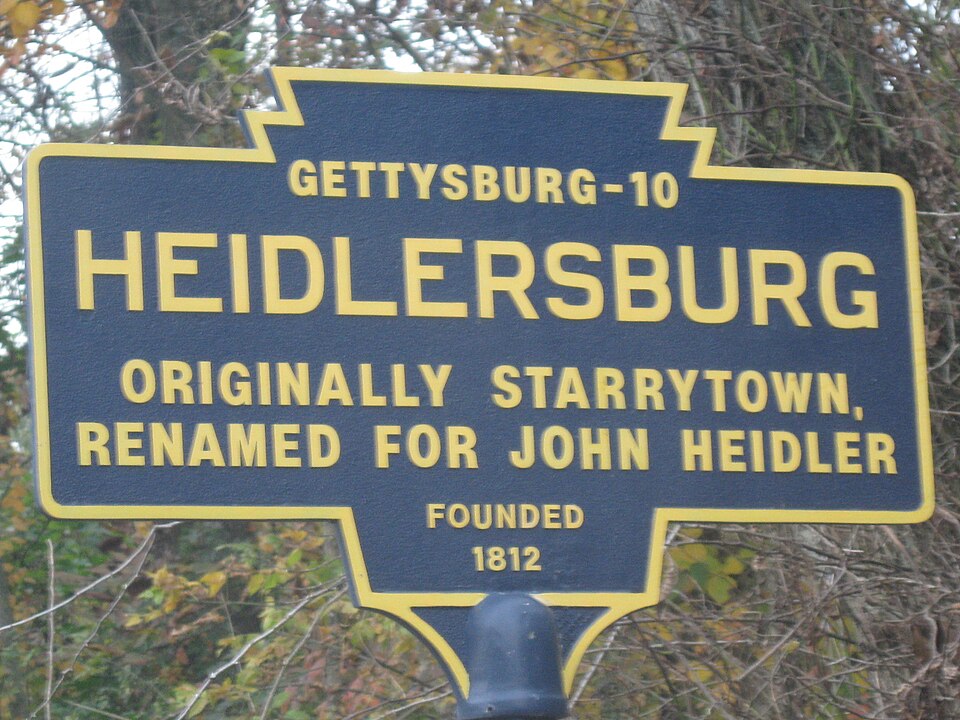 GETTYSBURG-10
HEIDLERSBURG
ORIGINALLY STARRYTOWN,
RENAMED FOR JOHN HEIDLER
FOUNDED
1812